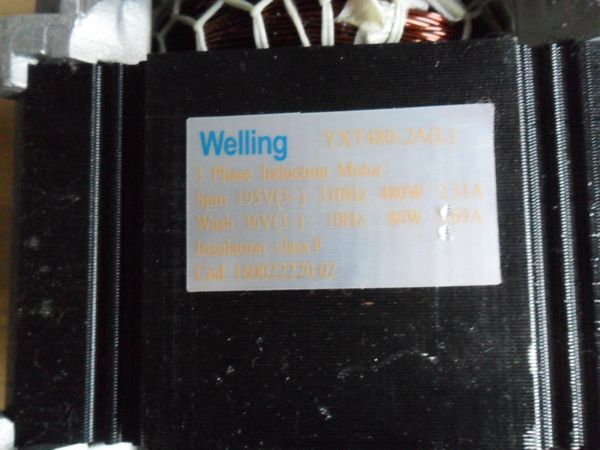 Welling YXT480-2A(L)
3 Phase Induction Motor
Spin 195V(3~) 310Hz 480W 2.31A
Wash 36V(3~) 10Hz 80W
Insulation class:F
Cod: 160022270.02